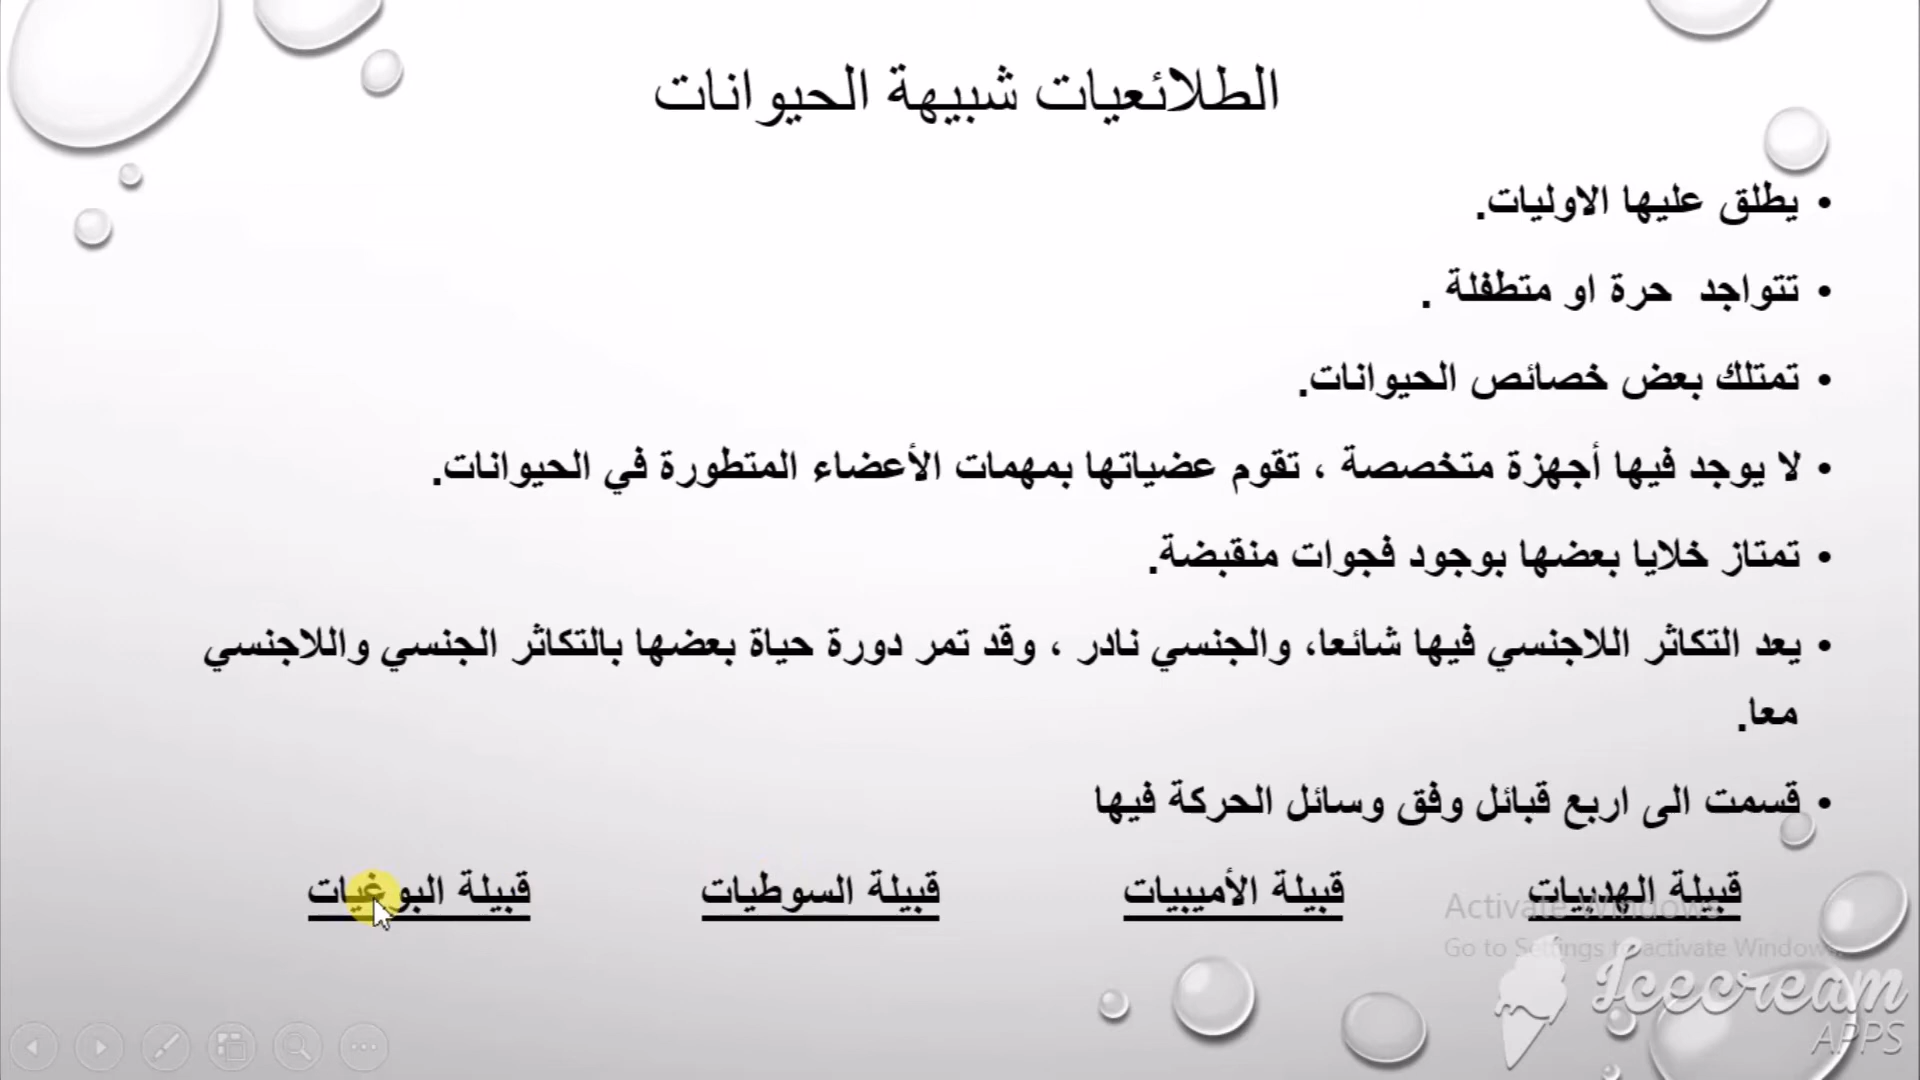 الطلائعيات شبيهة الحيوانات
• يطلق عليها الاوليات.
• تتواجد حرة او متطفلة .
• تمتلك بعض خصائص الحيوانات.
• لا يوجد فيها أجهزة متخصصة ، تقوم عضياتها بمهمات الأعضاء المتطورة في الحيوانات.
• تمتاز خلايا بعضها بوجود فجوات منقبضة.
• يعد التكاثر اللاجنسي فيها شائعا، والجنسي نادر ، وقد تمر دورة حياة بعضها بالتكاثر الجنسي واللاجنسي
معا.
• قسمت الى اربع قبائل وفق وسائل الحركة فيها
قبيلة الهدبيات قبيلة الأميبيات قبيلة السوطيات قبيلة البوغيات
Activate Windows
Go to Settings to activate Windows.
Icecream
APPS